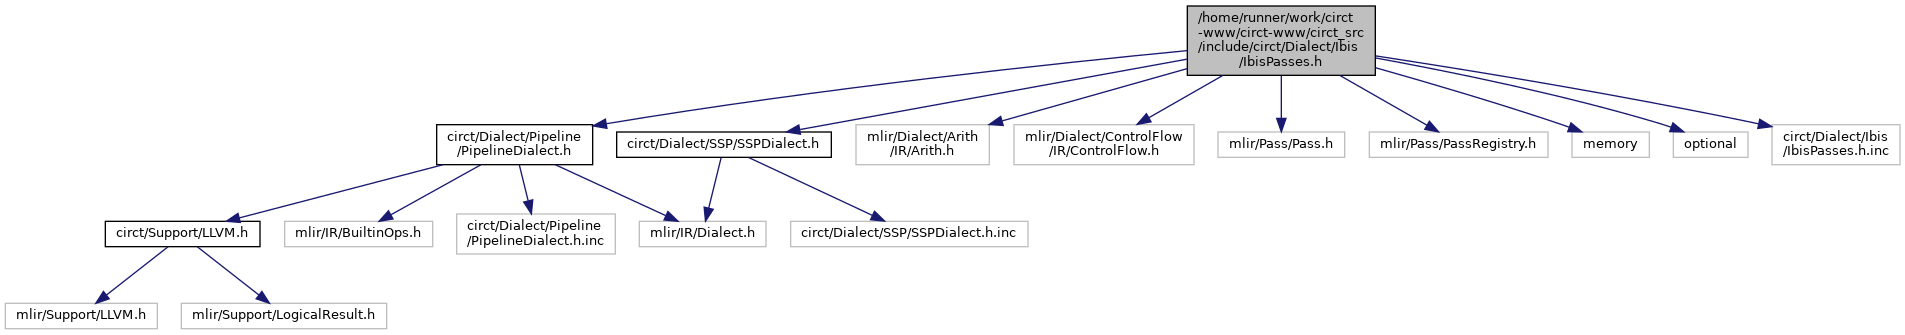 /home/runner/work/circt
-www/circt-www/circt_src
/include/circt/Dialect/Ibis
/IbisPasses.h
circt/Dialect/Pipeline
/PipelineDialect.h
circt/Dialect/SSP/SSPDialect.h
mlir/Dialect/Arith
/IR/Arith.h
mlir/Dialect/ControlFlow
/IR/ControlFlow.h
mlir/Pass/Pass.h
mlir/Pass/PassRegistry.h
memory
optional
circt/Dialect/Ibis
/IbisPasses.h.inc
circt/Support/LLVM.h
mlir/IR/BuiltinOps.h
circt/Dialect/Pipeline
/PipelineDialect.h.inc
mlir/IR/Dialect.h
circt/Dialect/SSP/SSPDialect.h.inc
mlir/Support/LLVM.h
mlir/Support/LogicalResult.h